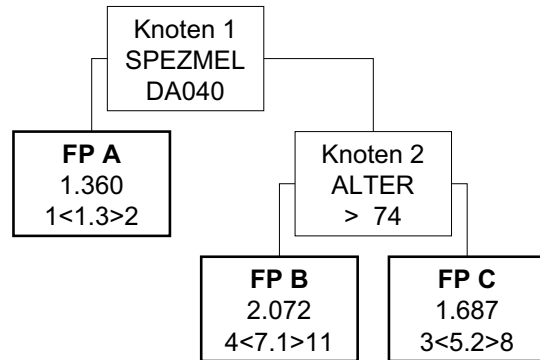 Knoten 1
SPEZMEL
DA040
FP A
1.360
1<1.3>2
Knoten 2
ALTER
> 74
FP B
2.072
4<7.1>11
FP C
1.687
3<5.2>8